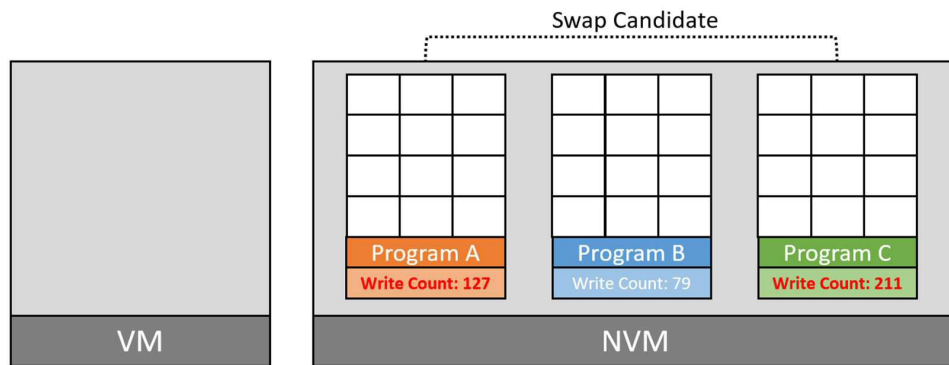 Swap Candidate
Program A
Write Count: 127
Program B
Write Count: 79
Program C
Write Count: 211
VM
NVM